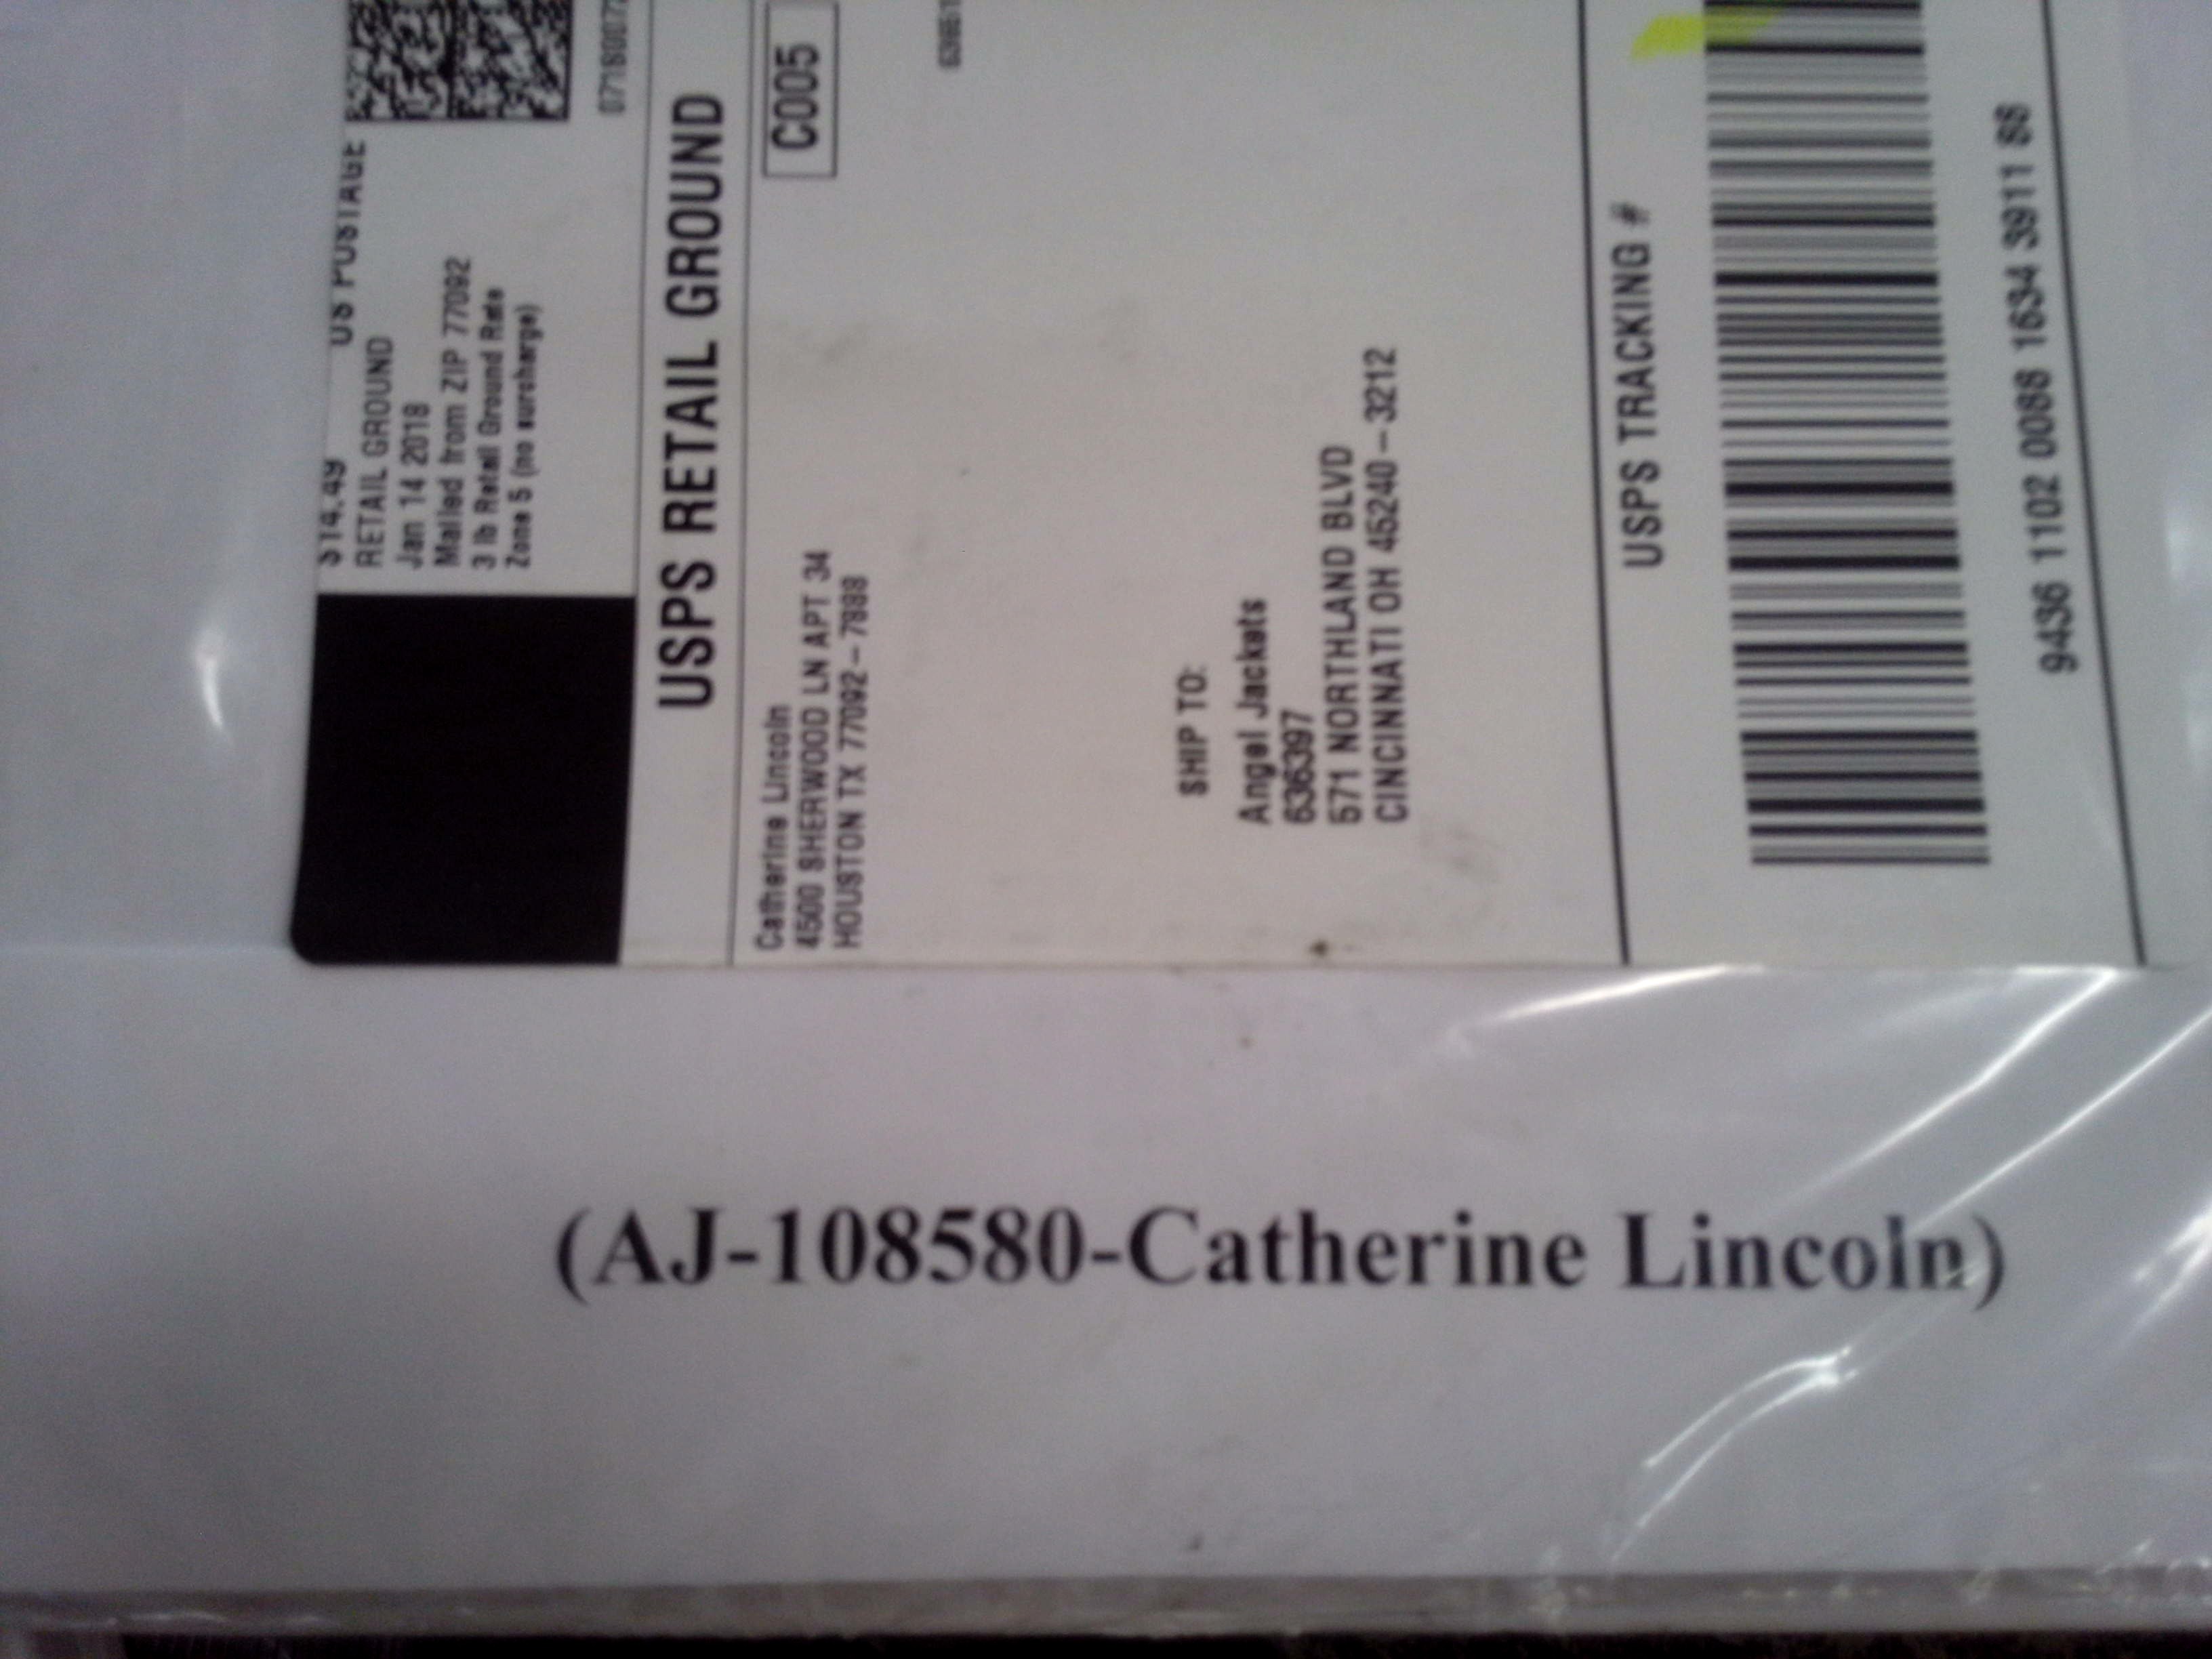 $14.49 US POSTAGE
RETAIL GROUND
Jan 14 2018
Mailed from ZIP 77092
3 lb Retail Ground Rate
Zone 5 (no surcharge)
USPS RETAIL GROUND
Catherine Lincoln
4500 SHERWOOD LN APT 34
HOUSTON TX 77092-7888
C005
SHIP TO:
Angel Jackets
636397
571 NORTHLAND BLVD
CINCINNATI OH 45240-3212
USPS TRACKING #
9436 1102 0088 1634 3911 88
(AJ-108580-Catherine Lincoln)